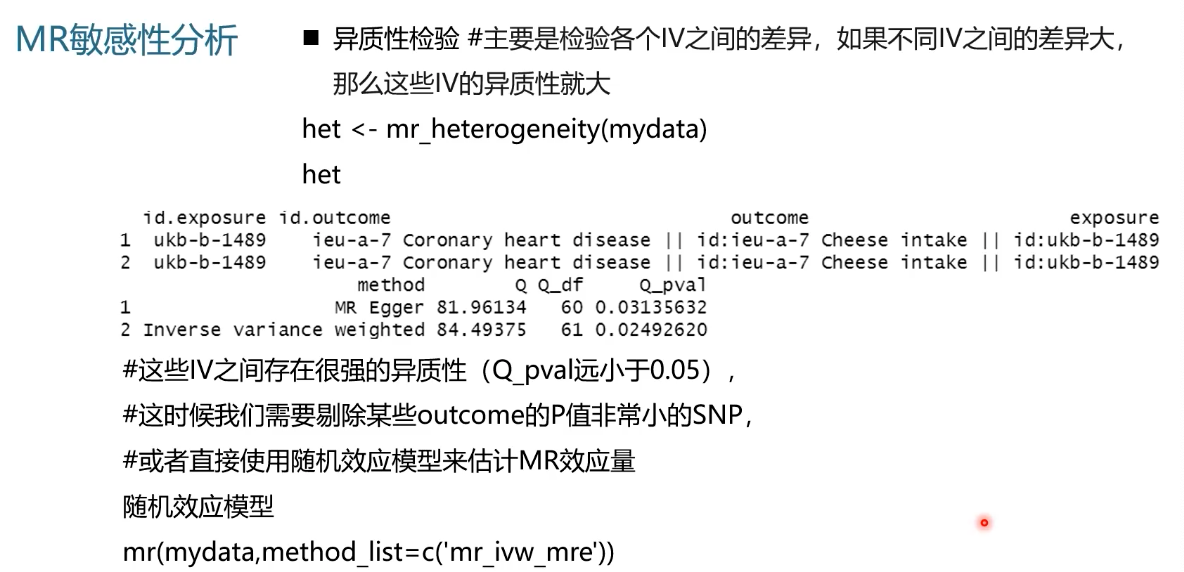 MR敏感性分析
■ 异质性检验 #主要是检验各个IV之间的差异，如果不同IV之间的差异大，
那么这些IV的异质性就大
het <- mr_heterogeneity(mydata)
het
id.exposure id.outcome outcome exposure
1 ukb-b-1489 ieu-a-7 Coronary heart disease || id:ieu-a-7 Cheese intake || id:ukb-b-1489
2 ukb-b-1489 ieu-a-7 Coronary heart disease || id:ieu-a-7 Cheese intake || id:ukb-b-1489
method Q Q_df Q_pval
1 MR Egger 81.96134 60 0.03135632
2 Inverse variance weighted 84.49375 61 0.02492620
#这些IV之间存在很强的异质性（Q_pval远小于0.05），
#这时候我们需要剔除某些outcome的P值非常小的SNP，
#或者直接使用随机效应模型来估计MR效应量
随机效应模型
mr(mydata,method_list=c('mr_ivw_mre'))